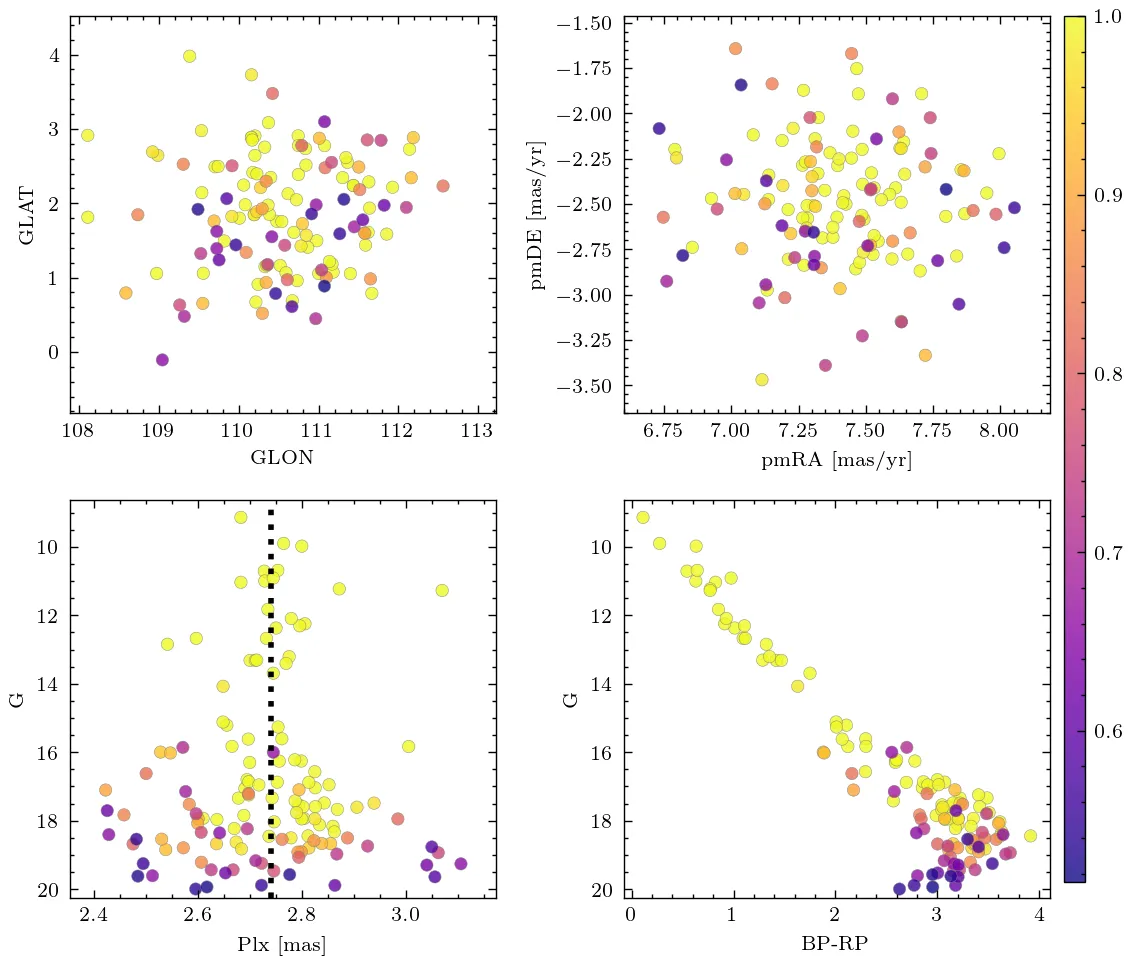 4
3
2
1
0
GLAT
108 109 110 111 112 113
GLON
−1.50
−1.75
−2.00
−2.25
−2.50
−2.75
−3.00
−3.25
−3.50
pmDE [mas/yr]
6.75 7.00 7.25 7.50 7.75 8.00
pmRA [mas/yr]
1.0
0.9
0.8
0.7
0.6
10
12
14
16
18
20
G
2.4 2.6 2.8 3.0
Plx [mas]
10
12
14
16
18
20
G
0 1 2 3 4
BP-RP